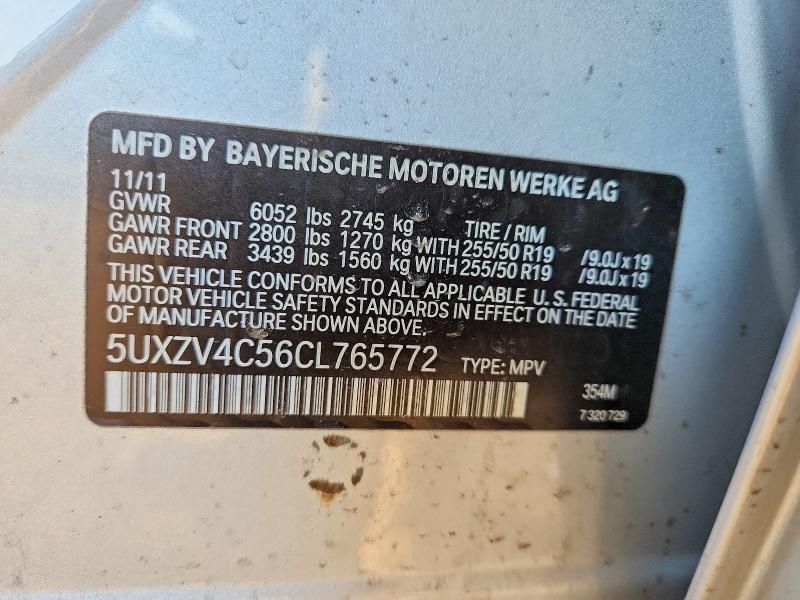 MFD BY BAYERISCHE MOTOREN WERKE AG
11/11
GVWR 6052 lbs 2745 kg TIRE / RIM
GAWR FRONT 2800 lbs 1270 kg WITH 255/50 R19 /9.0J x 19
GAWR REAR 3439 lbs 1560 kg WITH 255/50 R19 /9.0J x 19
THIS VEHICLE CONFORMS TO ALL APPLICABLE U.S. FEDERAL
MOTOR VEHICLE SAFETY STANDARDS IN EFFECT ON THE DATE
OF MANUFACTURE SHOWN ABOVE.
5UXZV4C56CL765772 TYPE: MPV
354M
7 320 729